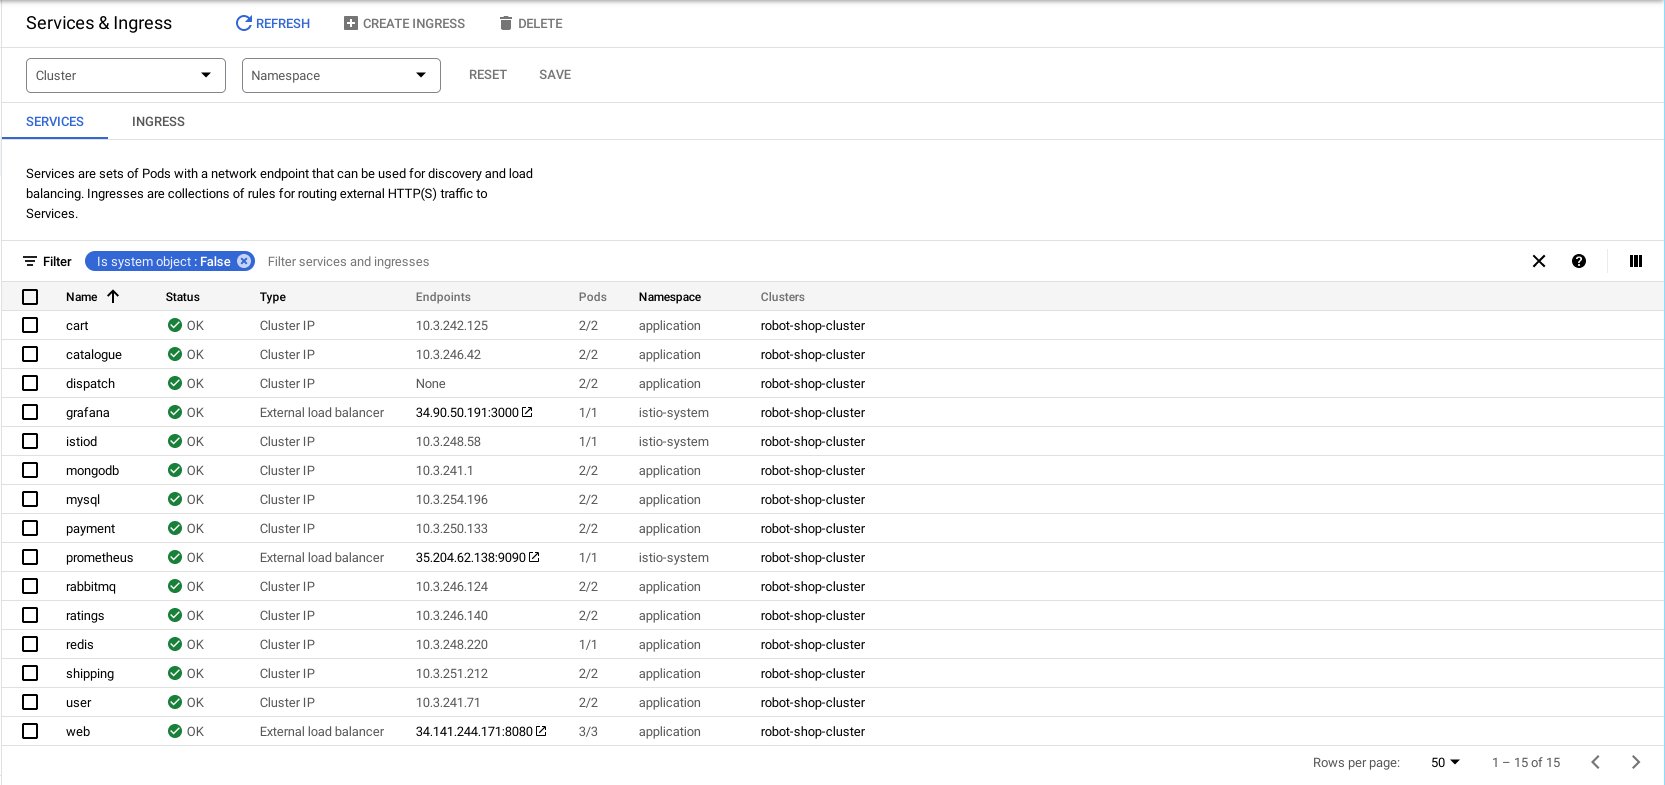 Services & Ingress REFRESH CREATE INGRESS DELETE
Cluster Namespace RESET SAVE
SERVICES INGRESS
Services are sets of Pods with a network endpoint that can be used for discovery and load
balancing. Ingresses are collections of rules for routing external HTTP(S) traffic to
Services.
Filter Is system object : False Filter services and ingresses
Name Status Type Endpoints Pods Namespace Clusters
cart OK Cluster IP 10.3.242.125 2/2 application robot-shop-cluster
catalogue OK Cluster IP 10.3.246.42 2/2 application robot-shop-cluster
dispatch OK Cluster IP None 2/2 application robot-shop-cluster
grafana OK External load balancer 34.90.50.191:3000 1/1 istio-system robot-shop-cluster
istiod OK Cluster IP 10.3.248.58 1/1 istio-system robot-shop-cluster
mongodb OK Cluster IP 10.3.241.1 2/2 application robot-shop-cluster
mysql OK Cluster IP 10.3.254.196 2/2 application robot-shop-cluster
payment OK Cluster IP 10.3.250.133 2/2 application robot-shop-cluster
prometheus OK External load balancer 35.204.62.138:9090 1/1 istio-system robot-shop-cluster
rabbitmq OK Cluster IP 10.3.246.124 2/2 application robot-shop-cluster
ratings OK Cluster IP 10.3.246.140 2/2 application robot-shop-cluster
redis OK Cluster IP 10.3.248.220 1/1 application robot-shop-cluster
shipping OK Cluster IP 10.3.251.212 2/2 application robot-shop-cluster
user OK Cluster IP 10.3.241.71 2/2 application robot-shop-cluster
web OK External load balancer 34.141.244.171:8080 3/3 application robot-shop-cluster
Rows per page: 50 1 – 15 of 15